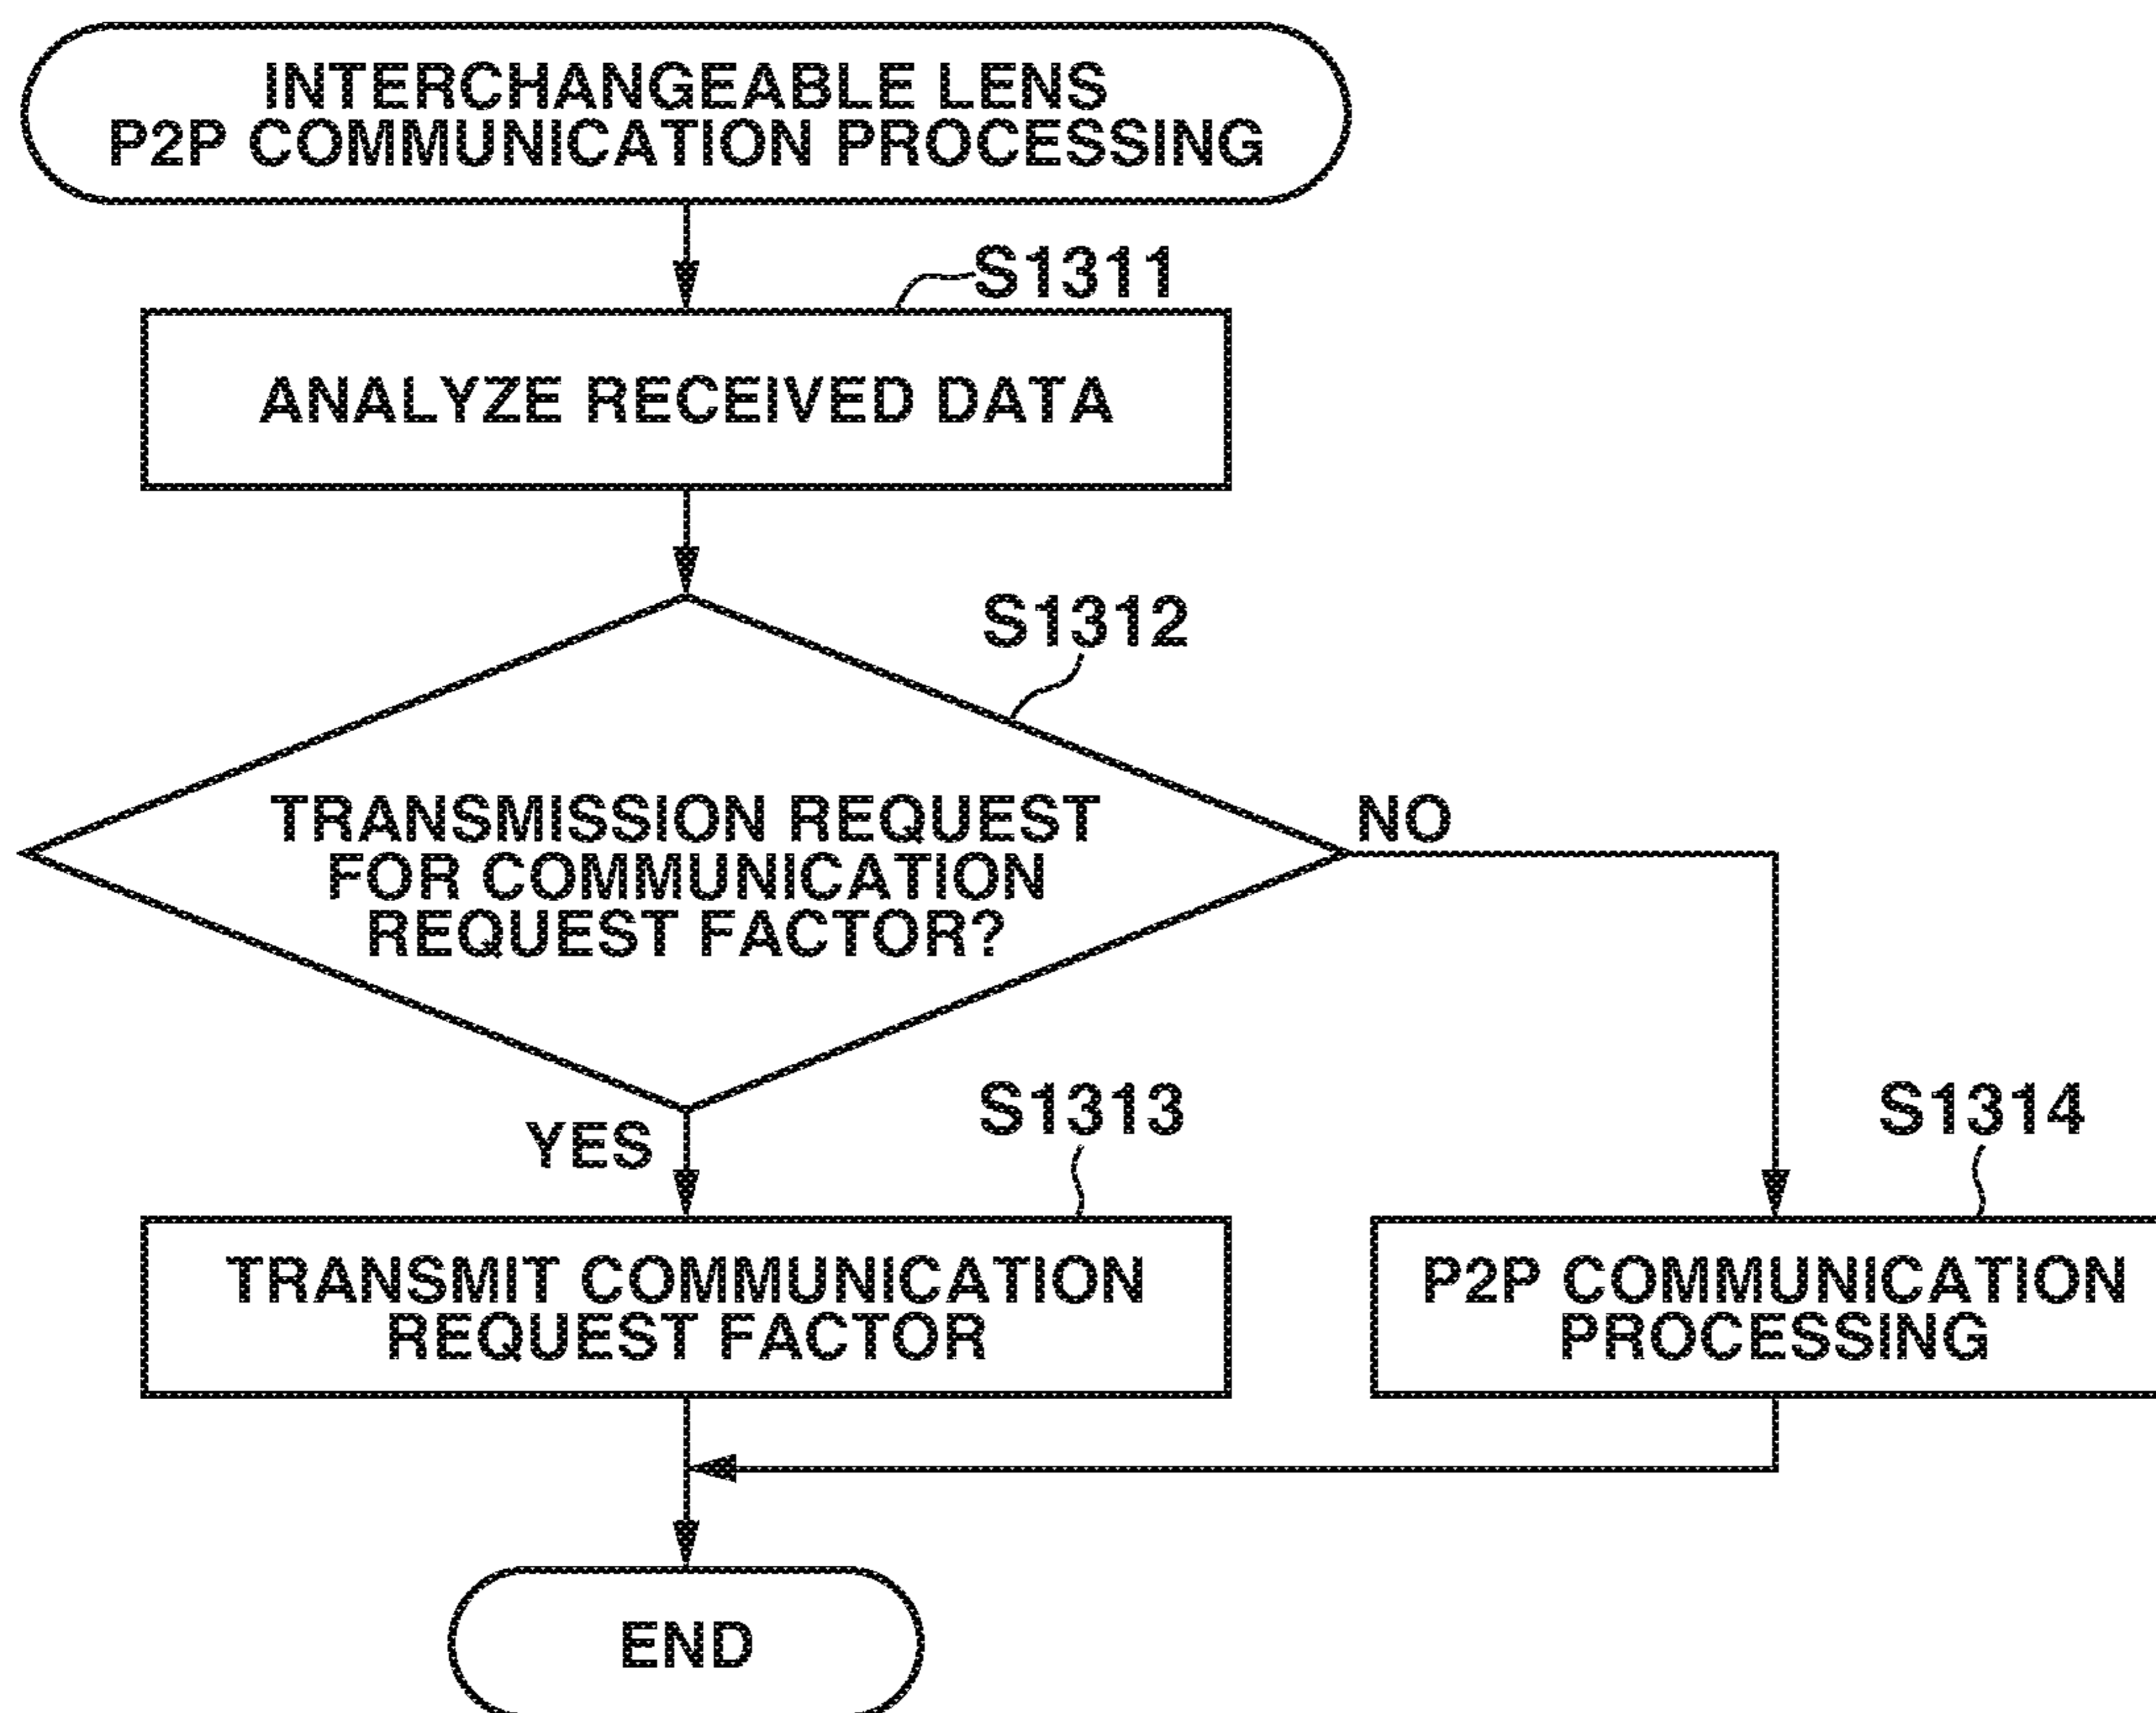 INTERCHANGEABLE LENS
P2P COMMUNICATION PROCESSING
S1311
ANALYZE RECEIVED DATA
S1312
TRANSMISSION REQUEST
FOR COMMUNICATION
REQUEST FACTOR?
NO
YES
S1313
S1314
TRANSMIT COMMUNICATION
REQUEST FACTOR
P2P COMMUNICATION
PROCESSING
END